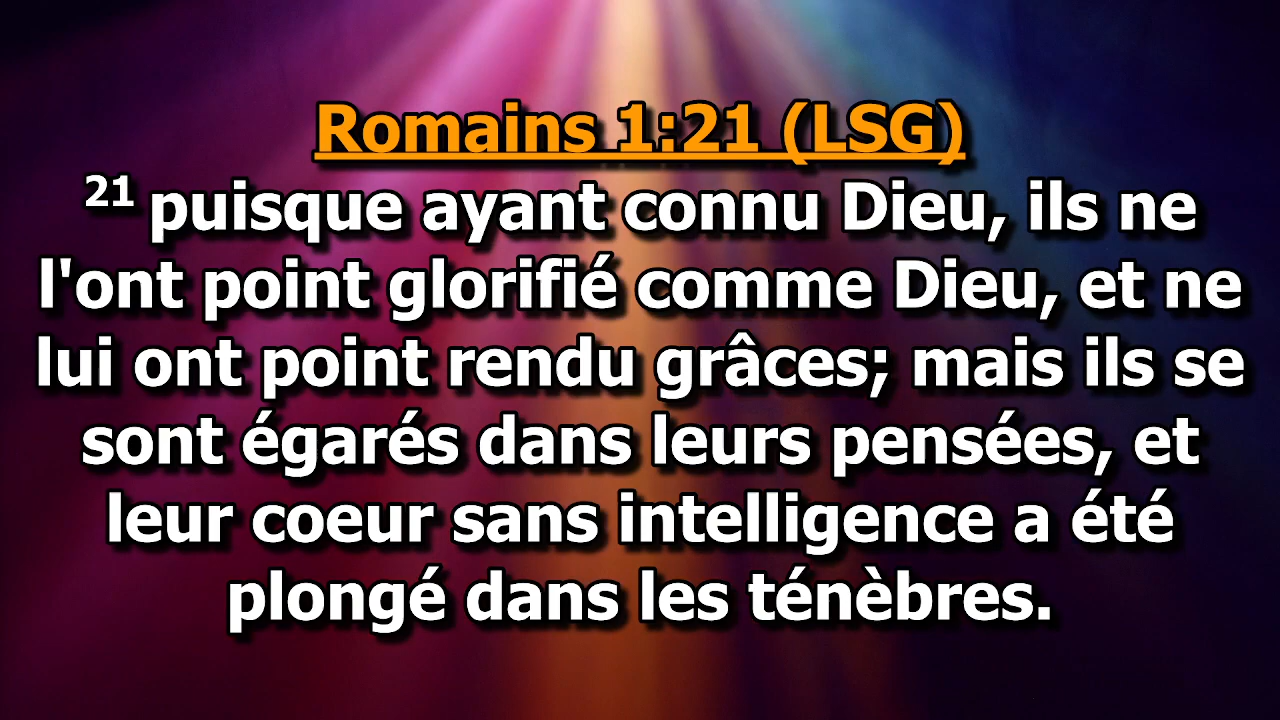 Romains 1:21 (LSG)
21 puisque ayant connu Dieu, ils ne
l'ont point glorifié comme Dieu, et ne
lui ont point rendu grâces; mais ils se
sont égarés dans leurs pensées, et
leur coeur sans intelligence a été
plongé dans les ténèbres.